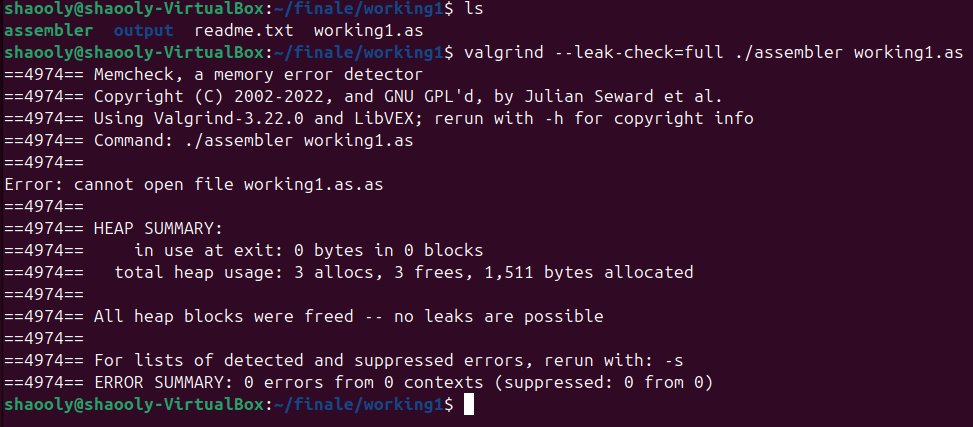 shaooly@shaooly-VirtualBox:~/finale/working1$ ls
assembler  output  readme.txt  working1.as
shaooly@shaooly-VirtualBox:~/finale/working1$ valgrind --leak-check=full ./assembler working1.as
==4974== Memcheck, a memory error detector
==4974== Copyright (C) 2002-2022, and GNU GPL'd, by Julian Seward et al.
==4974== Using Valgrind-3.22.0 and LibVEX; rerun with -h for copyright info
==4974== Command: ./assembler working1.as
==4974==
Error: cannot open file working1.as.as
==4974==
==4974== HEAP SUMMARY:
==4974==     in use at exit: 0 bytes in 0 blocks
==4974==   total heap usage: 3 allocs, 3 frees, 1,511 bytes allocated
==4974==
==4974== All heap blocks were freed -- no leaks are possible
==4974==
==4974== For lists of detected and suppressed errors, rerun with: -s
==4974== ERROR SUMMARY: 0 errors from 0 contexts (suppressed: 0 from 0)
shaooly@shaooly-VirtualBox:~/finale/working1$